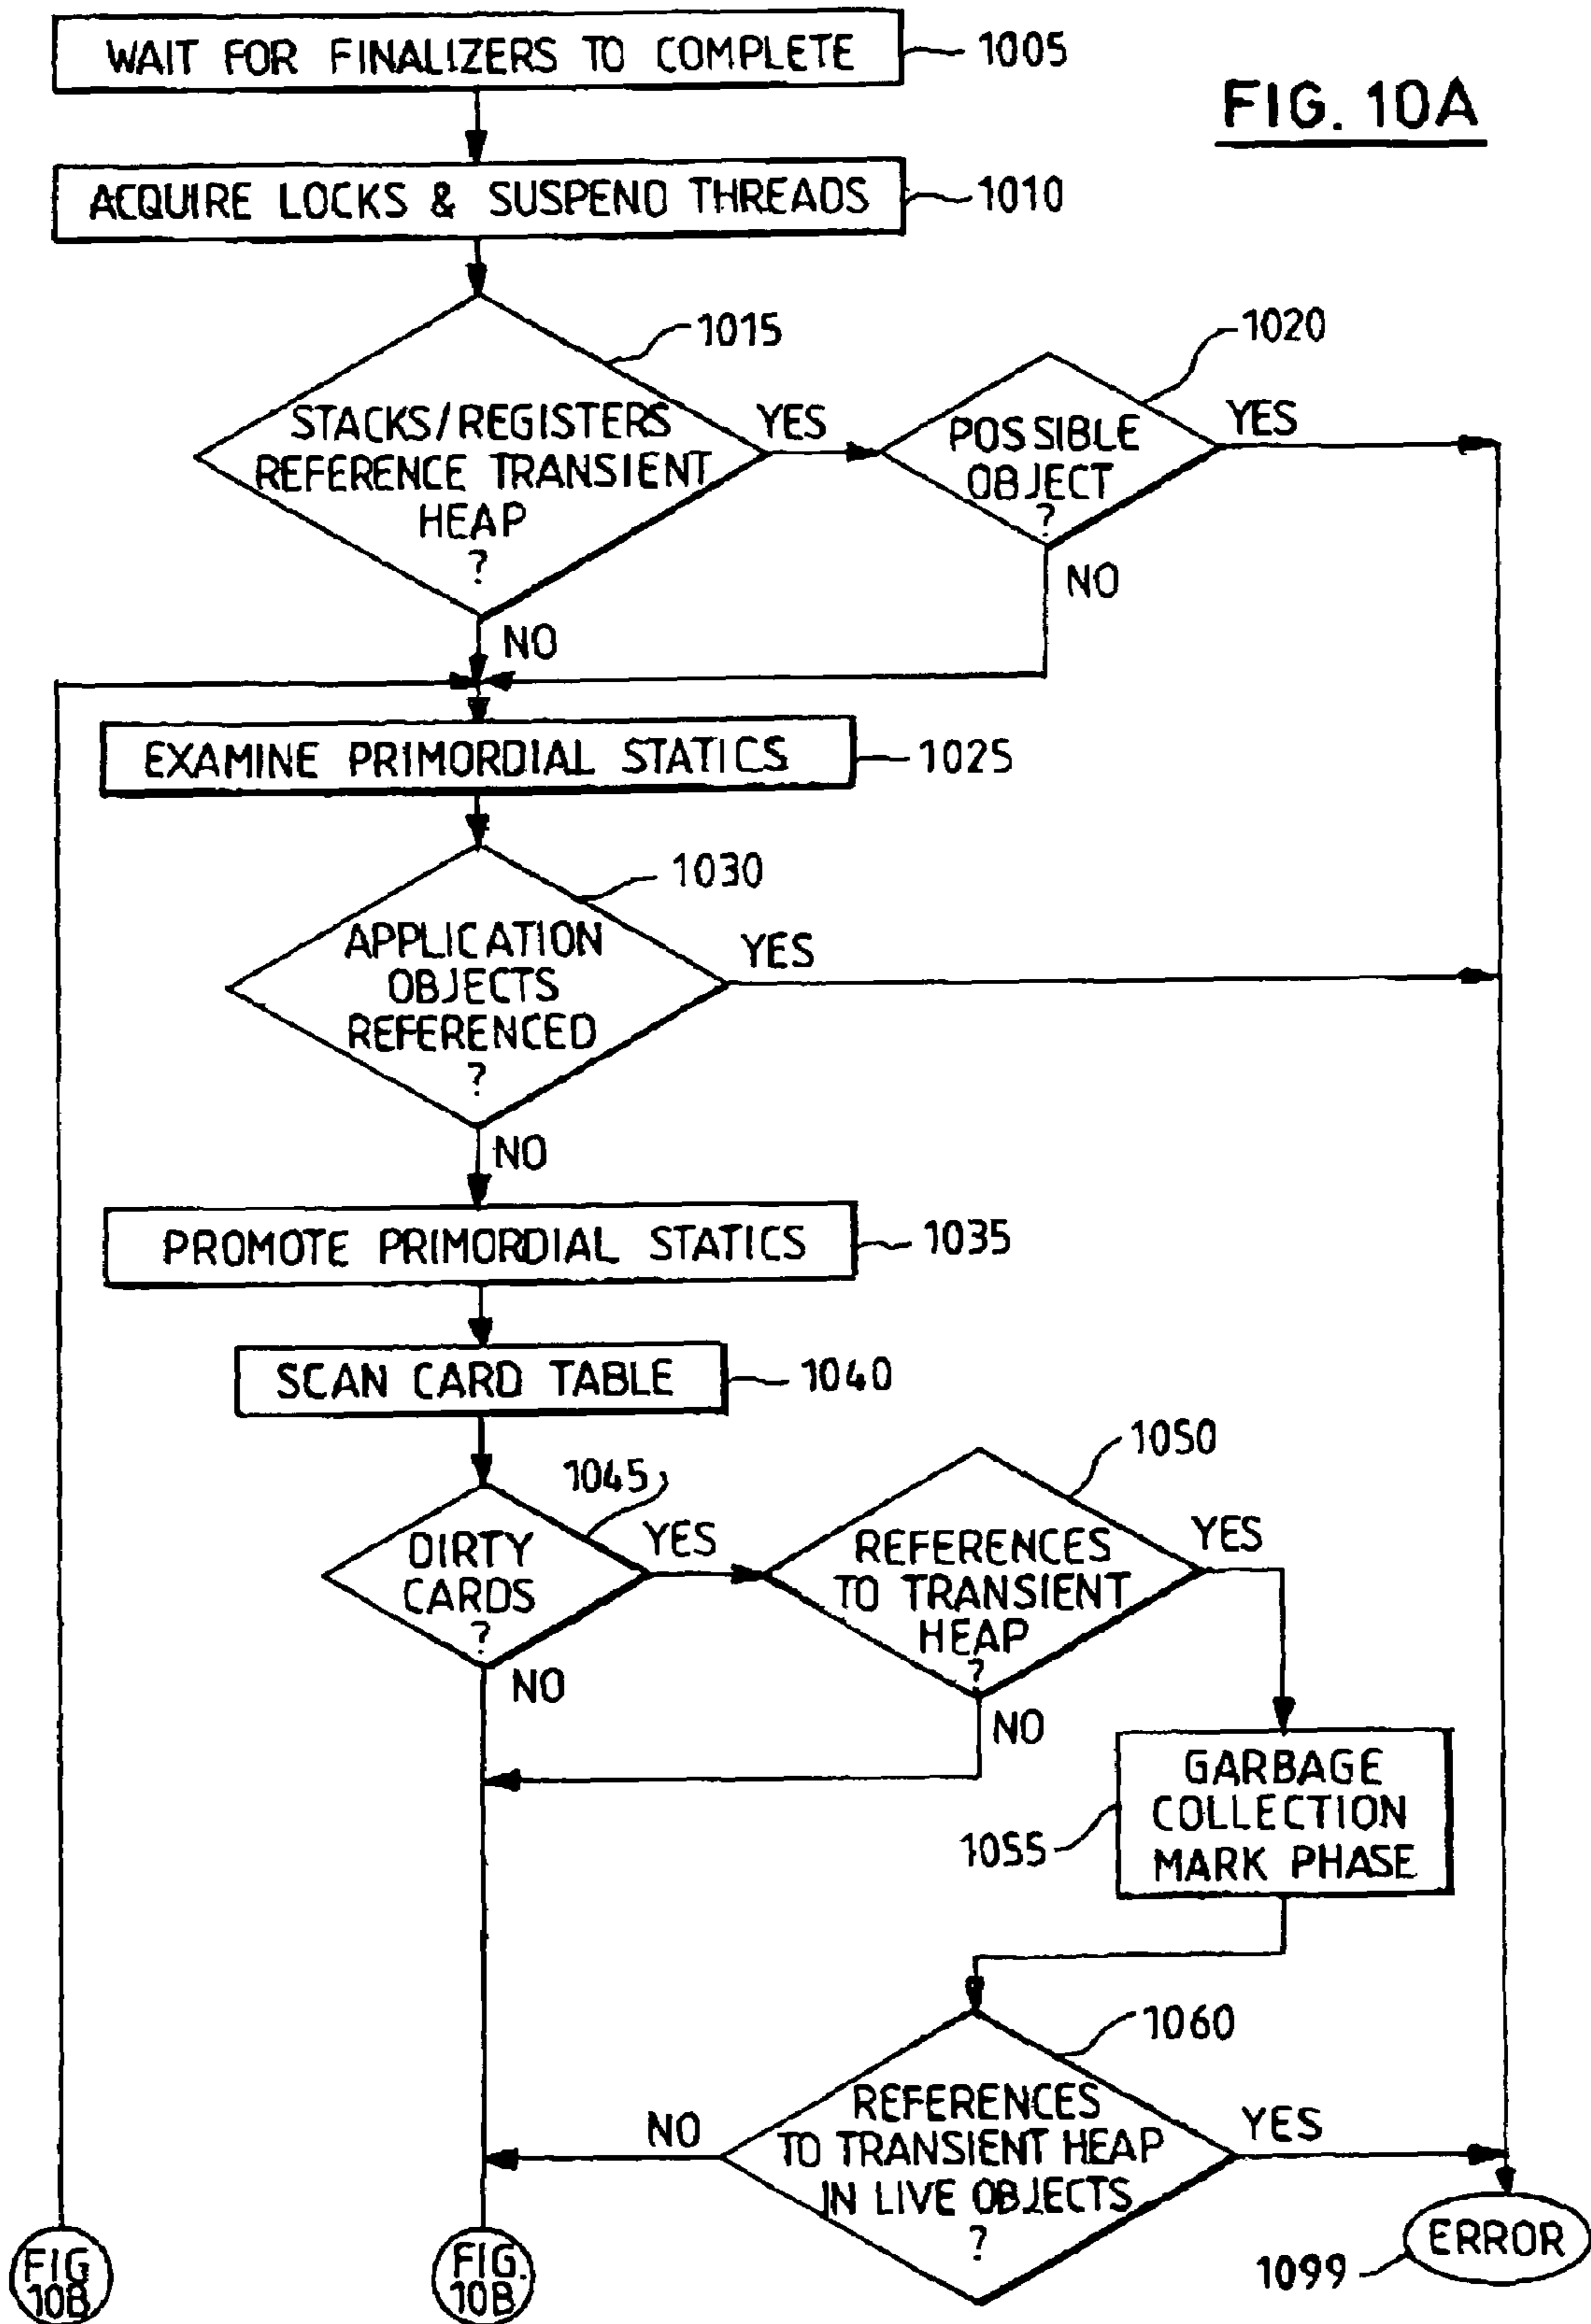 WAIT FOR FINALIZERS TO COMPLETE
1005
FIG. 10A
ACQUIRE LOCKS & SUSPEND THREADS
1010
1015
1020
STACKS/REGISTERS
REFERENCE TRANSIENT
HEAP
?
YES
POSSIBLE
OBJECT
?
YES
NO
NO
EXAMINE PRIMORDIAL STATICS
1025
1030
APPLICATION
OBJECTS
REFERENCED
?
YES
NO
PROMOTE PRIMORDIAL STATICS
1035
SCAN CARD TABLE
1040
1045
1050
DIRTY
CARDS
?
YES
REFERENCES
TO TRANSIENT
HEAP
?
YES
NO
NO
GARBAGE
COLLECTION
MARK PHASE
1055
1060
REFERENCES
TO TRANSIENT HEAP
IN LIVE OBJECTS
?
NO
YES
FIG
10B
FIG.
10B
1099
ERROR